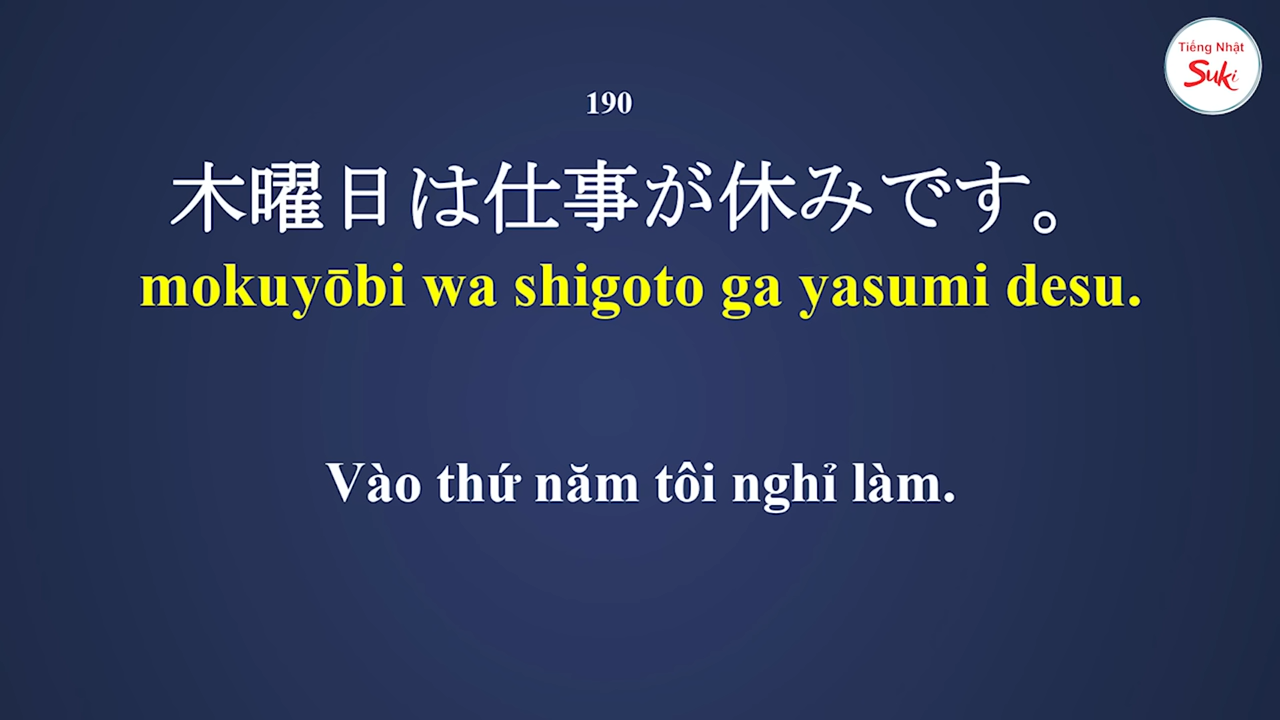 Tiếng Nhật
Suki
190
木曜日は仕事が休みです。
mokuyōbi wa shigoto ga yasumi desu.
Vào thứ năm tôi nghỉ làm.